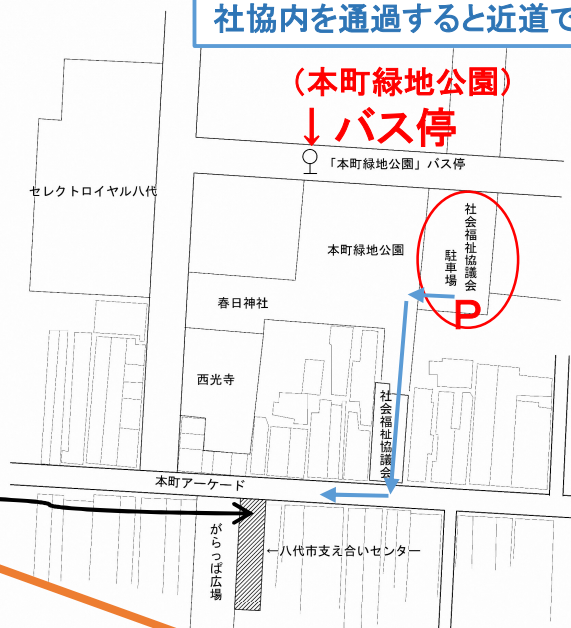 社協内を通過すると近道で
（本町緑地公園）
↓バス停
「本町緑地公園」バス停
セレクトロイヤル八代
本町緑地公園
社会福祉協議会
駐車場
P
春日神社
西光寺
社会福祉協議会
本町アーケード
がらっぱ広場
←八代市支え合いセンター